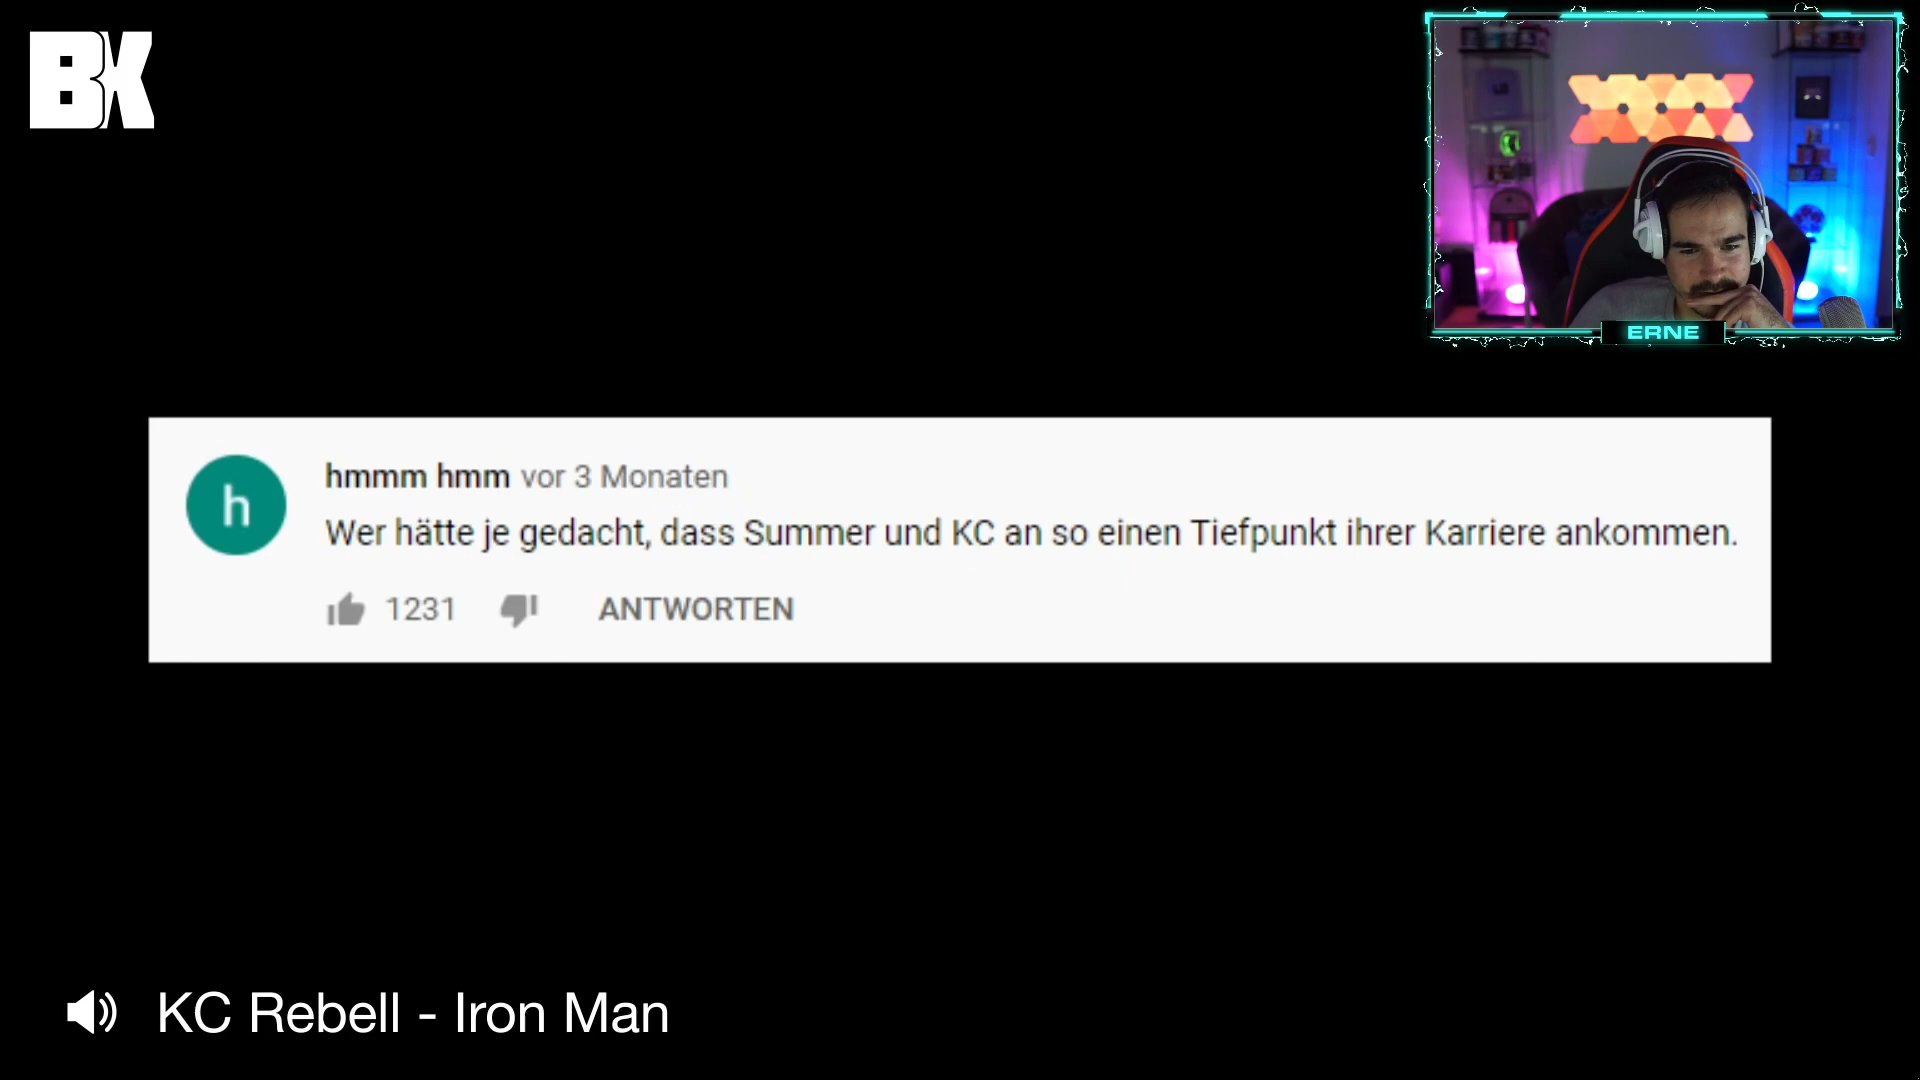 BK
ERNE
h
hmmm hmm vor 3 Monaten
Wer hätte je gedacht, dass Summer und KC an so einen Tiefpunkt ihrer Karriere ankommen.
1231 ANTWORTEN
KC Rebell - Iron Man